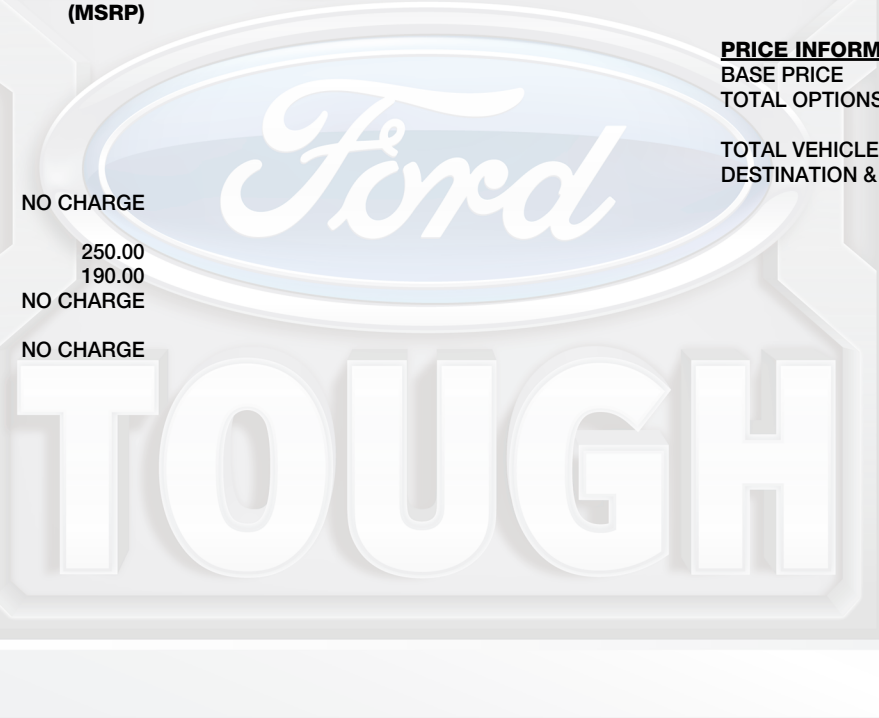 (MSRP)
NO CHARGE
250.00
190.00
NO CHARGE
NO CHARGE
PRICE INFORM
BASE PRICE
TOTAL OPTIONS
TOTAL VEHICLE
DESTINATION &
Ford
TOUGH